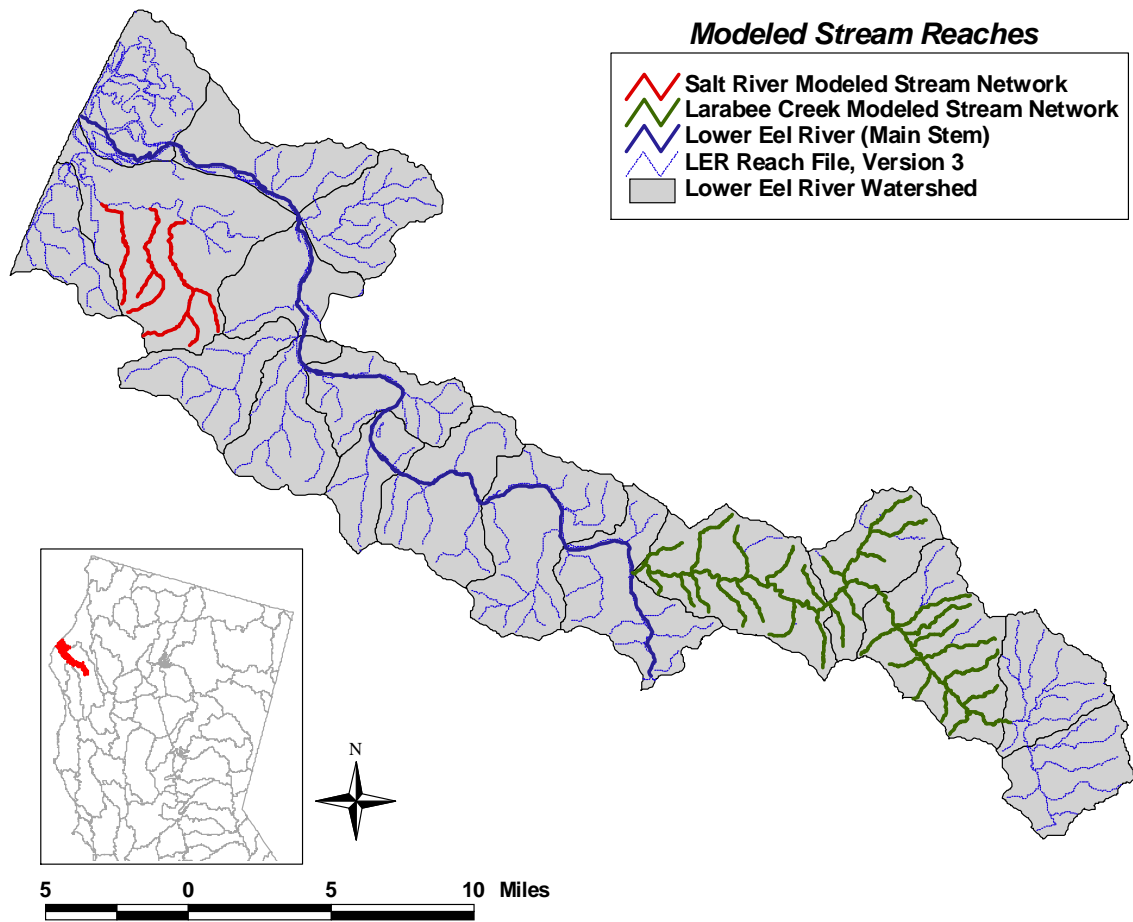 Modeled Stream Reaches
Salt River Modeled Stream Network
Larabee Creek Modeled Stream Network
Lower Eel River (Main Stem)
LER Reach File, Version 3
Lower Eel River Watershed
N
5 0 5 10 Miles